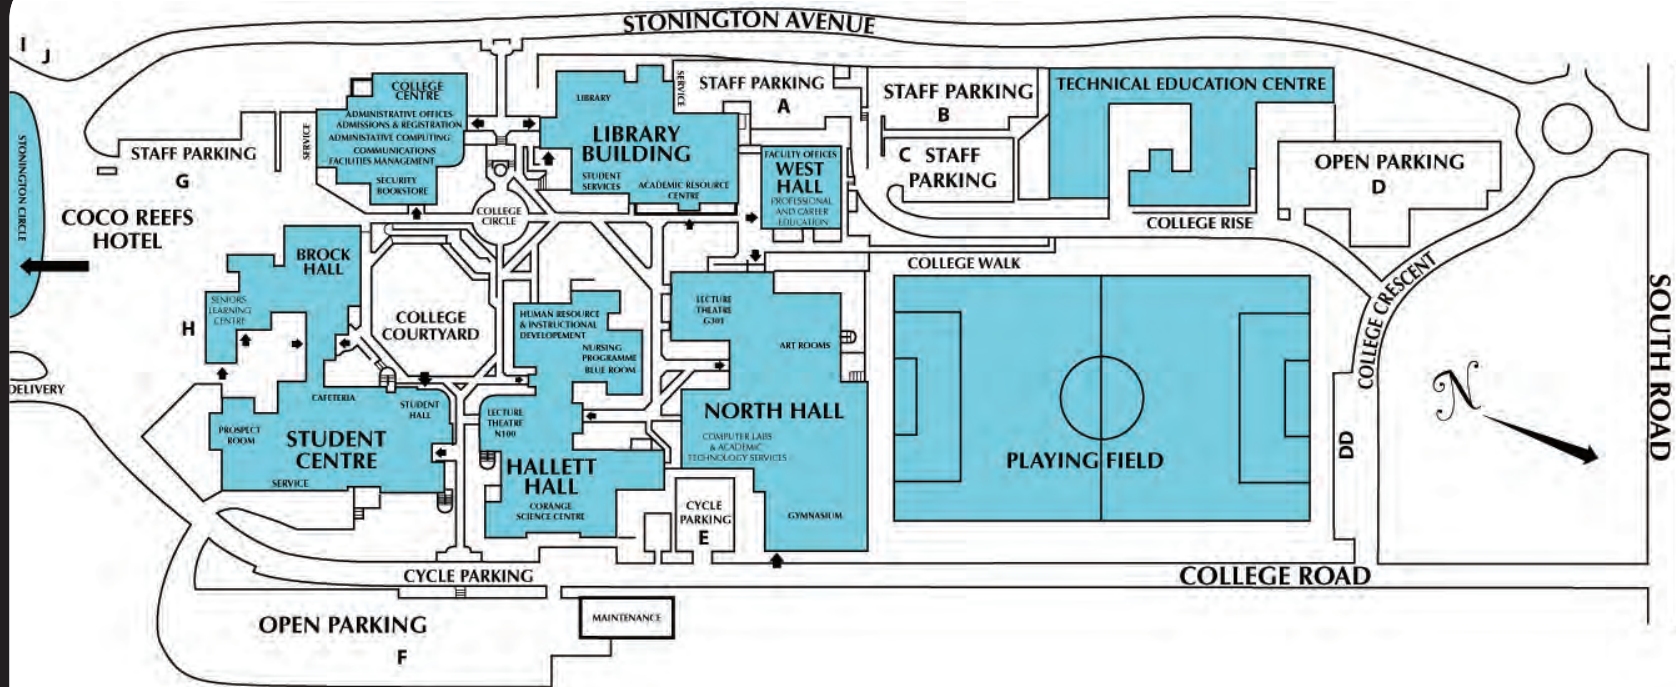 STONINGTON AVENUE
I
J
COLLEGE
CENTRE
ADMINISTRATIVE OFFICES
ADMISSIONS & REGISTRATION
ADMINISTATIVE COMPUTING
COMMUNICATIONS
FACILITIES MANAGEMENT
SECURITY
BOOKSTORE
SERVICE
LIBRARY
LIBRARY
BUILDING
STUDENT
SERVICES
ACADEMIC RESOURCE
CENTRE
SERVICE
STAFF PARKING
A
STAFF PARKING
B
C STAFF
PARKING
TECHNICAL EDUCATION CENTRE
OPEN PARKING
D
FACULTY OFFICES
WEST
HALL
PROFESSIONAL
AND CAREER
EDUCATION
STAFF PARKING
G
STONINGTON CIRCLE
COCO REEFS
HOTEL
COLLEGE
CIRCLE
COLLEGE RISE
COLLEGE WALK
COLLEGE CRESCENT
SOUTH ROAD
BROCK
HALL
SENIORS
LEARNING
CENTRE
H
COLLEGE
COURTYARD
HUMAN RESOURCE
& INSTRUCTIONAL
DEVELOPEMENT
NURSING
PROGRAMME
BLUE ROOM
LECTURE
THEATRE
G301
ART ROOMS
N
DELIVERY
CAFETERIA
STUDENT
HALL
PROSPECT
ROOM
STUDENT
CENTRE
SERVICE
LECTURE
THEATRE
N100
HALLETT
HALL
CORANGE
SCIENCE CENTRE
NORTH HALL
COMPUTER LABS
& ACADEMIC
TECHNOLOGY SERVICES
GYMNASIUM
PLAYING FIELD
DD
CYCLE
PARKING
E
CYCLE PARKING
COLLEGE ROAD
OPEN PARKING
F
MAINTENANCE